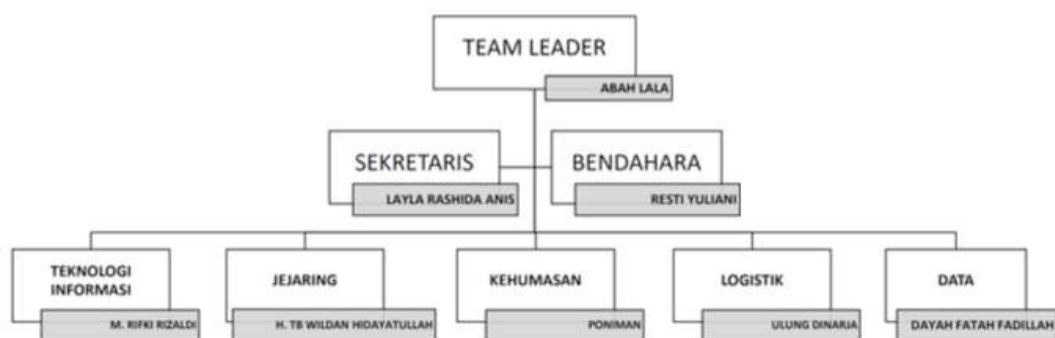 TEAM LEADER
ABAH LALA
SEKRETARIS
LAYLA RASHIDA ANIS
BENDAHARA
RESTI YULIANI
TEKNOLOGI
INFORMASI
M. RIFKI RIZALDI
JEJARING
H. TB WILDAN HIDAYATULLAH
KEHUMASAN
PONIMAN
LOGISTIK
ULUNG DINARJA
DATA
DAYAH FATAH FADILLAH